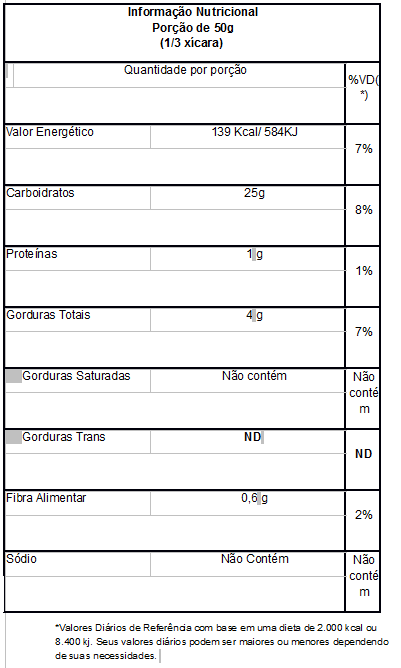 Informação Nutricional
Porção de 50g
(1/3 xícara)
Quantidade por porção
%VD(
*)
Valor Energético
139 Kcal/ 584KJ
7%
Carboidratos
25g
8%
Proteínas
1 g
1%
Gorduras Totais
4 g
7%
Gorduras Saturadas
Não contém
Não
conté
m
Gorduras Trans
ND
ND
Fibra Alimentar
0,6 g
2%
Sódio
Não Contém
Não
conté
m
*Valores Diários de Referência com base em uma dieta de 2.000 kcal ou
8.400 kj. Seus valores diários podem ser maiores ou menores dependendo
de suas necessidades.